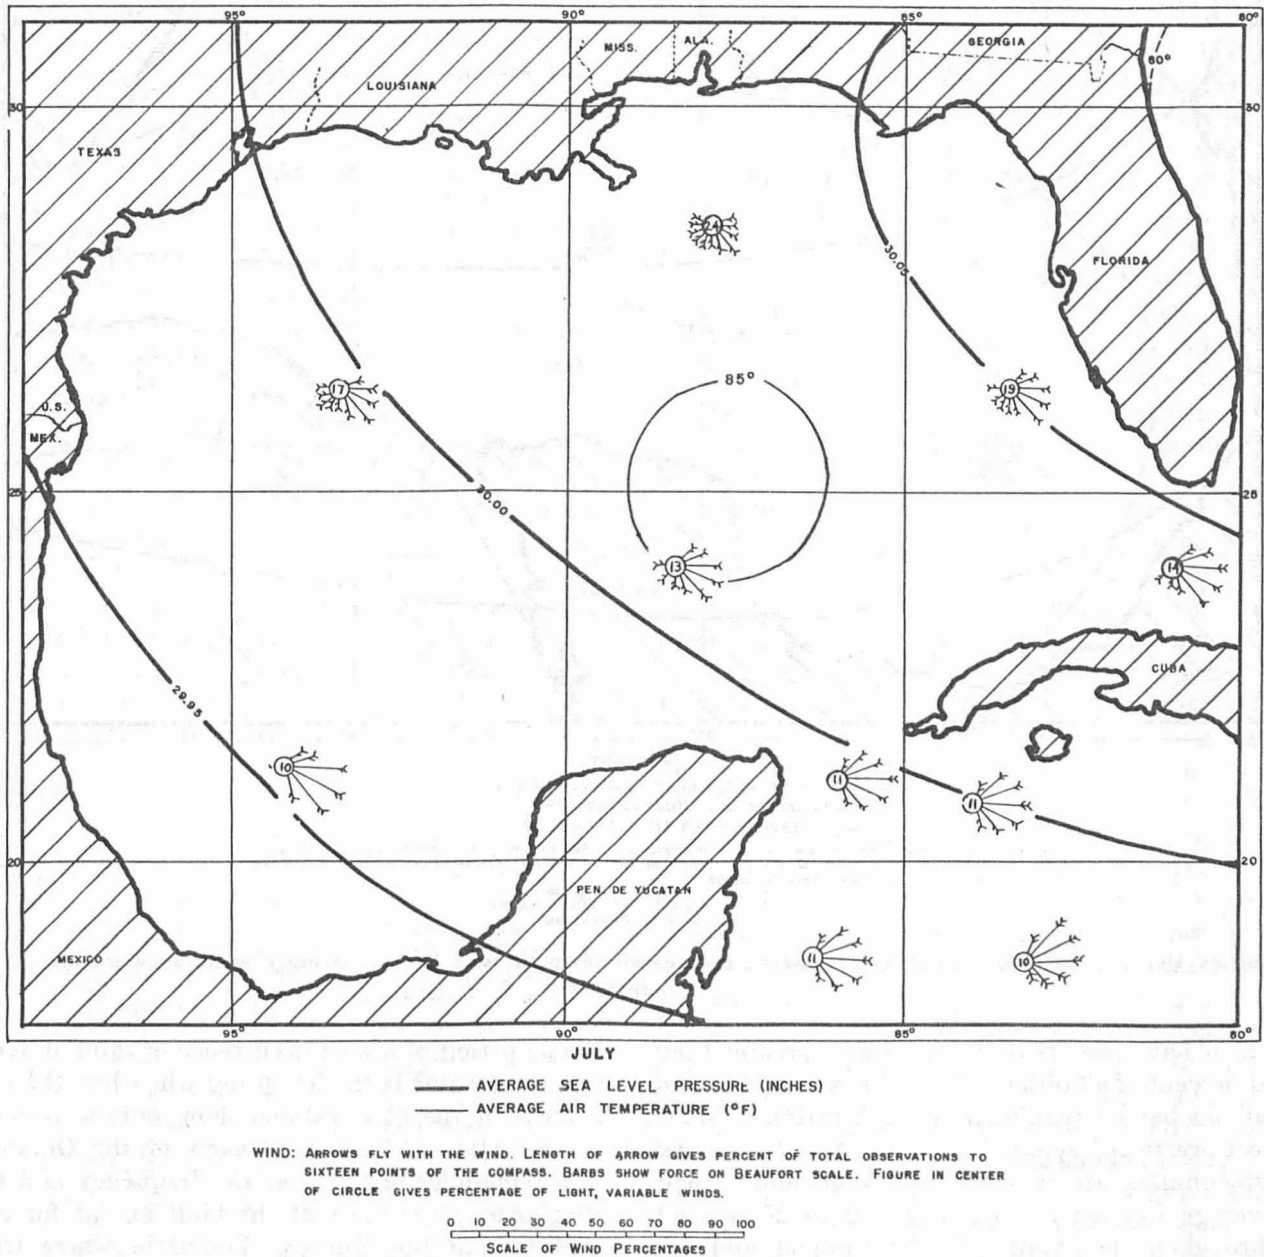 95° 90° 85° 80°
MISS. ALA. GEORGIA
80°
LOUISIANA
30 30
TEXAS
24
30.05
FLORIDA
85°
17 19
U.S.
MEX.
25 25
30.00
13 14
CUBA
29.95
10 11
11
20 20
PEN. DE YUCATAN
MEXICO
11 10
95° 90° 85° 80°
JULY
AVERAGE SEA LEVEL PRESSURE (INCHES)
AVERAGE AIR TEMPERATURE (°F)
WIND: ARROWS FLY WITH THE WIND. LENGTH OF ARROW GIVES PERCENT OF TOTAL OBSERVATIONS TO
SIXTEEN POINTS OF THE COMPASS. BARBS SHOW FORCE ON BEAUFORT SCALE. FIGURE IN CENTER
OF CIRCLE GIVES PERCENTAGE OF LIGHT, VARIABLE WINDS.
0 10 20 30 40 50 60 70 80 90 100
SCALE OF WIND PERCENTAGES